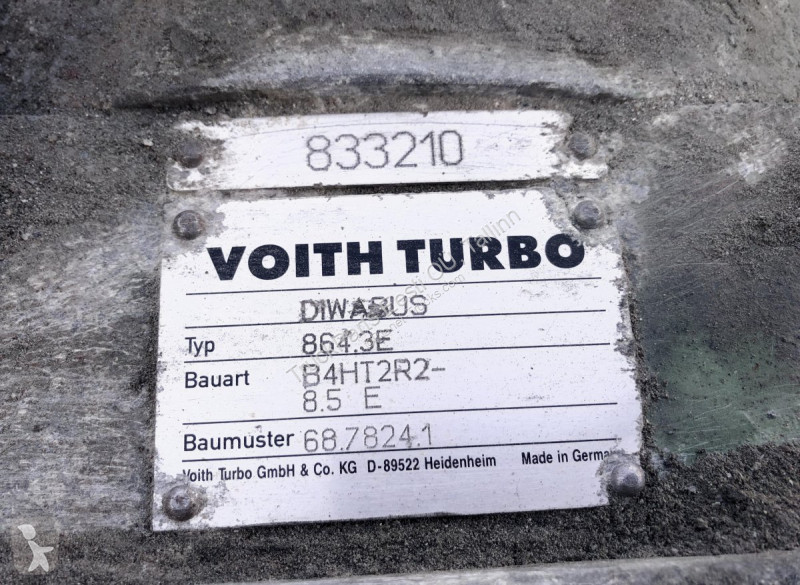 833210
VOITH TURBO
DIWABUS
Typ 864.3E
Bauart B4HT2R2-
8.5 E
Baumuster 68.7824.1
Voith Turbo GmbH & Co. KG D-89522 Heidenheim Made in German